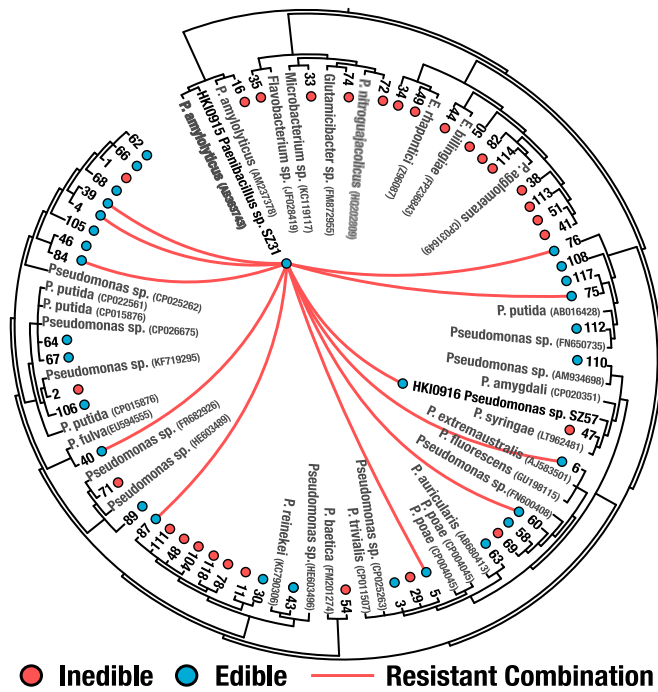 P. amylolyticus (AB363743)
HKI0915 Paenibacillus sp. SZ31
P. amylolyticus (AM237378)
16
35
Flavobacterium sp. (JF028419)
Microbacterium sp. (KC119117)
33
Glutamicibacter sp. (FM872955)
74
P. nitroguajacolicus
72
34
49
E. rhapontici (Z96087)
44
E. billingiae (FP236843)
50
82
114
P. agglomerans (CP031649)
38
113
51
41
76
108
117
75
P. putida (AB016428)
112
Pseudomonas sp. (FN650735)
110
Pseudomonas sp. (AM934698)
P. amygdali (CP020351)
HKI0916 Pseudomonas sp. SZ57
47
P. syringae (LT962481)
6
P. extremaustralis (AJ583501)
P. fluorescens (GU198115)
Pseudomonas sp. (FN600408)
60
58
69
63
P. auricularis (AB680413)
P. poae (CP004045)
P. poae (CP004045)
5
29
3
Pseudomonas sp. (CP025263)
P. trivialis (CP011507)
54
P. baetica (FM201274)
Pseudomonas sp.(HE603496)
43
P. reinekei (KC790306)
30
11
78
118
104
48
111
87
89
Pseudomonas sp. (HE603489)
71
Pseudomonas sp. (FR682926)
40
P. fulva(EU594555)
P. putida (CP015876)
106
2
Pseudomonas sp. (KF719295)
67
64
Pseudomonas sp. (CP026675)
P. putida (CP015876)
P. putida (CP022561)
Pseudomonas sp. (CP025262)
84
46
105
4
39
68
1
66
62
Inedible Edible Resistant Combination